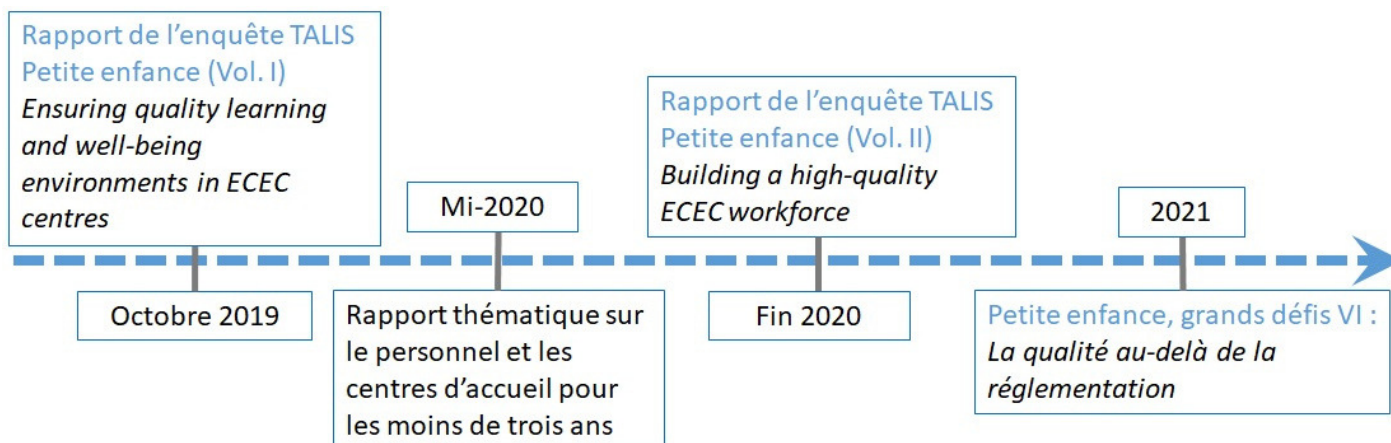 Rapport de l’enquête TALIS
Petite enfance (Vol. I)
Ensuring quality learning
and well-being
environments in ECEC
centres
Octobre 2019
Mi-2020
Rapport thématique sur
le personnel et les
centres d’accueil pour
les moins de trois ans
Rapport de l’enquête TALIS
Petite enfance (Vol. II)
Building a high-quality
ECEC workforce
Fin 2020
2021
Petite enfance, grands défis VI :
La qualité au-delà de la
réglementation